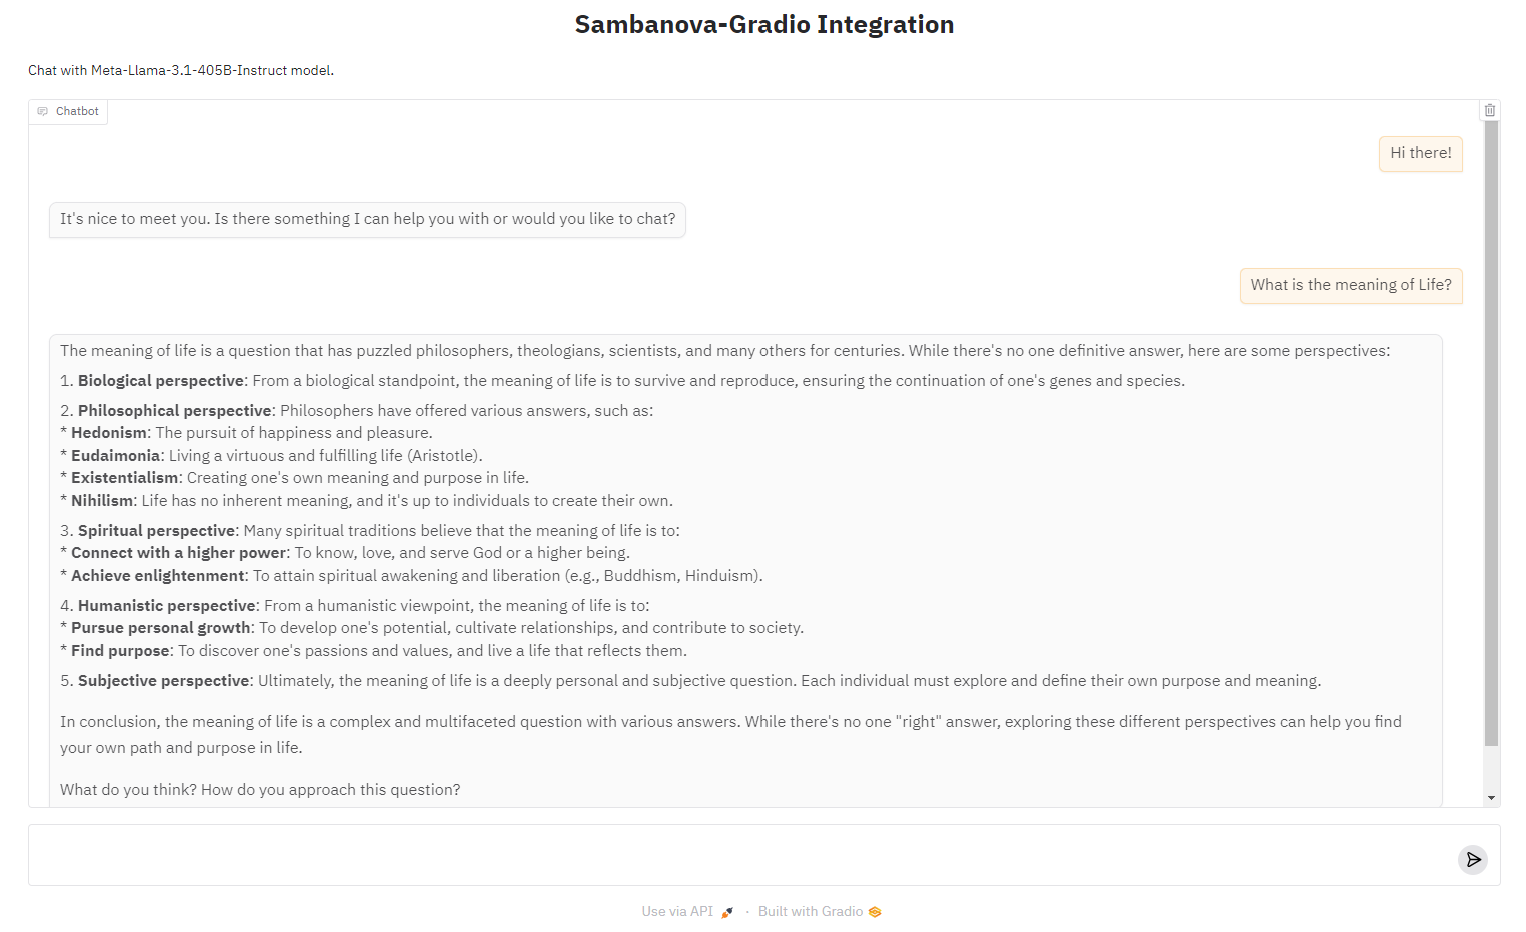 Sambanova-Gradio Integration
Chat with Meta-Llama-3.1-405B-Instruct model.
Chatbot
Hi there!
It's nice to meet you. Is there something I can help you with or would you like to chat?
What is the meaning of Life?
The meaning of life is a question that has puzzled philosophers, theologians, scientists, and many others for centuries. While there's no one definitive answer, here are some perspectives:
1. Biological perspective: From a biological standpoint, the meaning of life is to survive and reproduce, ensuring the continuation of one's genes and species.
2. Philosophical perspective: Philosophers have offered various answers, such as:
* Hedonism: The pursuit of happiness and pleasure.
* Eudaimonia: Living a virtuous and fulfilling life (Aristotle).
* Existentialism: Creating one's own meaning and purpose in life.
* Nihilism: Life has no inherent meaning, and it's up to individuals to create their own.
3. Spiritual perspective: Many spiritual traditions believe that the meaning of life is to:
* Connect with a higher power: To know, love, and serve God or a higher being.
* Achieve enlightenment: To attain spiritual awakening and liberation (e.g., Buddhism, Hinduism).
4. Humanistic perspective: From a humanistic viewpoint, the meaning of life is to:
* Pursue personal growth: To develop one's potential, cultivate relationships, and contribute to society.
* Find purpose: To discover one's passions and values, and live a life that reflects them.
5. Subjective perspective: Ultimately, the meaning of life is a deeply personal and subjective question. Each individual must explore and define their own purpose and meaning.
In conclusion, the meaning of life is a complex and multifaceted question with various answers. While there's no one "right" answer, exploring these different perspectives can help you find
your own path and purpose in life.
What do you think? How do you approach this question?
Use via API · Built with Gradio